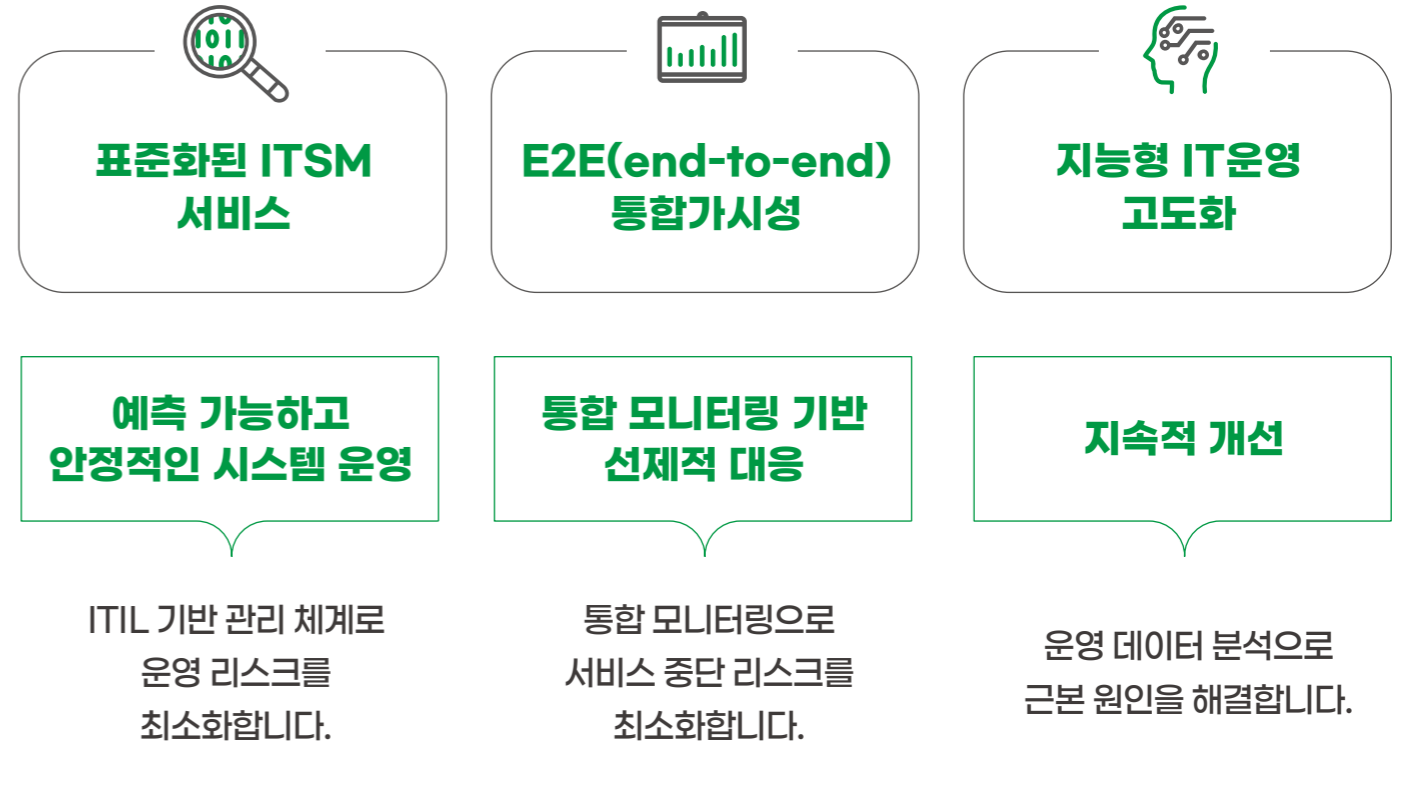 1011
표준화된 ITSM
서비스
E2E(end-to-end)
통합가시성
지능형 IT운영
고도화
예측 가능하고
안정적인 시스템 운영
통합 모니터링 기반
선제적 대응
지속적 개선
ITIL 기반 관리 체계로
운영 리스크를
최소화합니다.
통합 모니터링으로
서비스 중단 리스크를
최소화합니다.
운영 데이터 분석으로
근본 원인을 해결합니다.